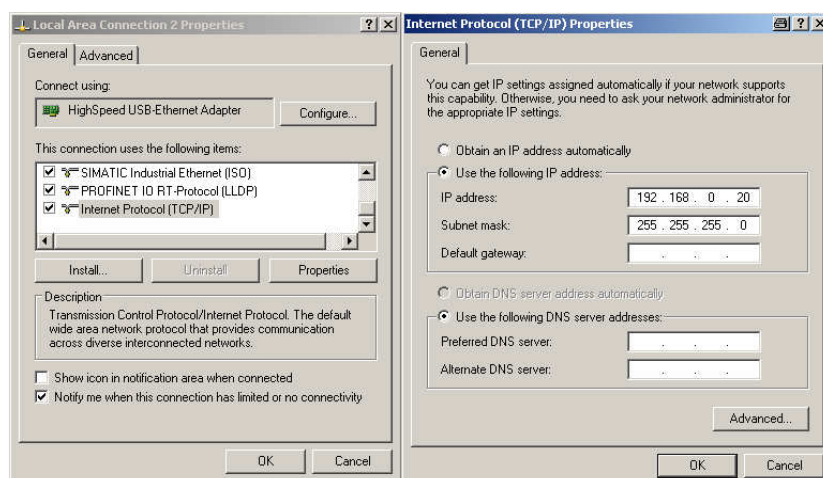 Local Area Connection 2 Properties
General
Advanced
Connect using:
HighSpeed USB-Ethernet Adapter
Configure...
This connection uses the following items:
SIMATIC Industrial Ethernet (ISO)
PROFINET IO RT-Protocol (LLDP)
Internet Protocol (TCP/IP)
Install...
Uninstall
Properties
Description
Transmission Control Protocol/Internet Protocol. The default
wide area network protocol that provides communication
across diverse interconnected networks.
Show icon in notification area when connected
Notify me when this connection has limited or no connectivity
OK
Cancel
Internet Protocol (TCP/IP) Properties
General
You can get IP settings assigned automatically if your network supports
this capability. Otherwise, you need to ask your network administrator for
the appropriate IP settings.
Obtain an IP address automatically
Use the following IP address:
IP address:
192 . 168 . 0 . 20
Subnet mask:
255 . 255 . 255 . 0
Default gateway:
. . .
Obtain DNS server address automatically
Use the following DNS server addresses:
Preferred DNS server:
. . .
Alternate DNS server:
. . .
Advanced...
OK
Cancel